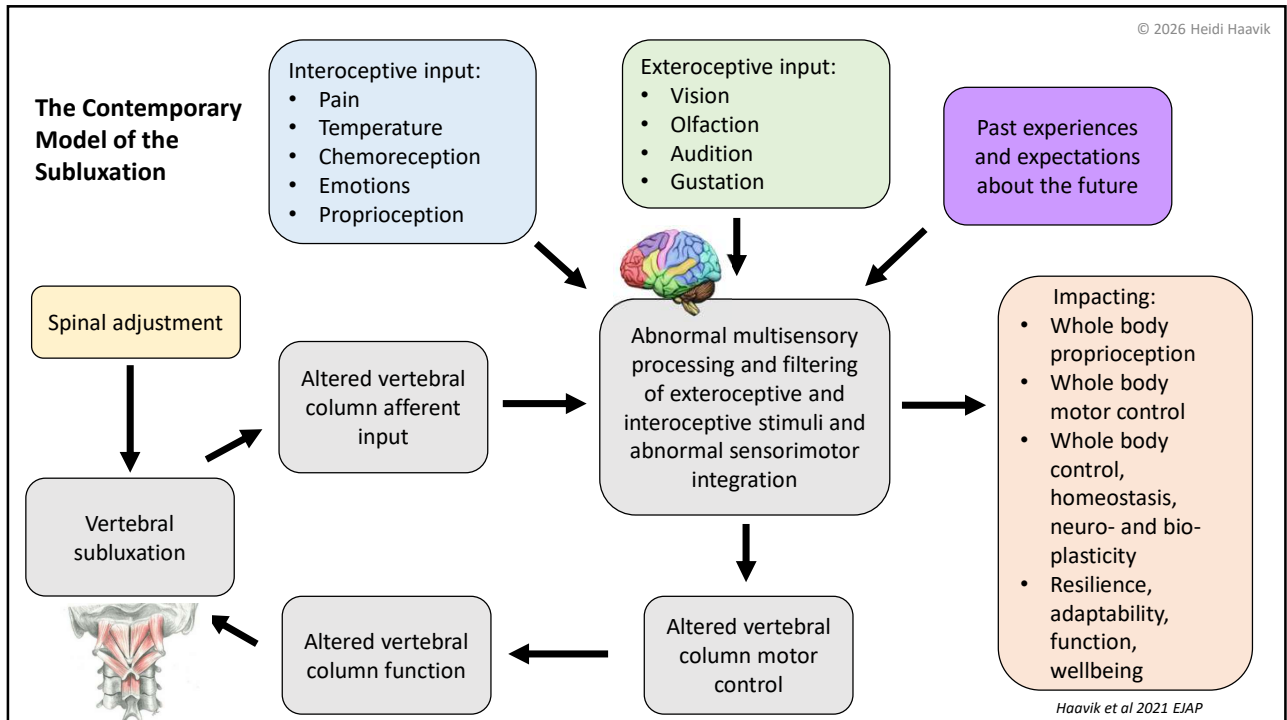 © 2026 Heidi Haavik
The Contemporary
Model of the
Subluxation
Interoceptive input:
• Pain
• Temperature
• Chemoreception
• Emotions
• Proprioception
Exteroceptive input:
• Vision
• Olfaction
• Audition
• Gustation
Past experiences
and expectations
about the future
Spinal adjustment
Altered vertebral
column afferent
input
Abnormal multisensory
processing and filtering
of exteroceptive and
interoceptive stimuli and
abnormal sensorimotor
integration
Impacting:
• Whole body
proprioception
• Whole body
motor control
• Whole body
control,
homeostasis,
neuro- and bio-
plasticity
• Resilience,
adaptability,
function,
wellbeing
Vertebral
subluxation
Altered vertebral
column function
Altered vertebral
column motor
control
Haavik et al 2021 EJAP